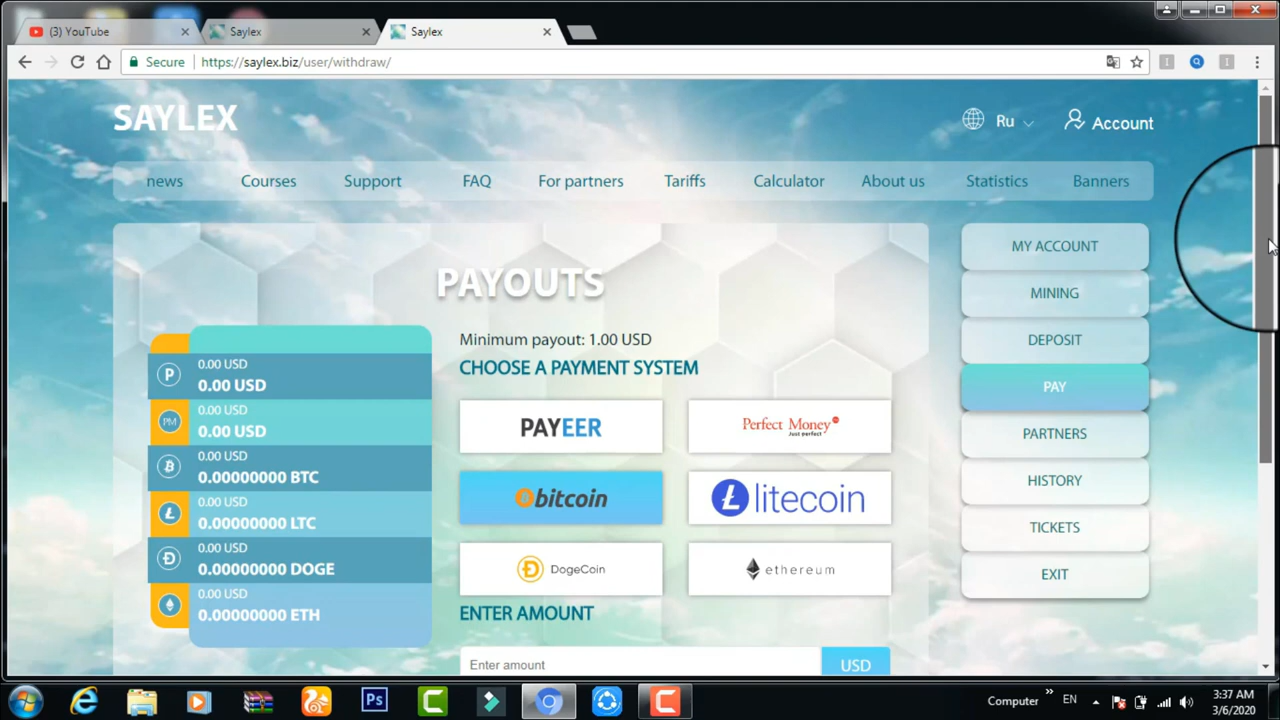 (3) YouTube
Saylex
Saylex
Secure
https://saylex.biz/user/withdraw/
SAYLEX
Ru
Account
news
Courses
Support
FAQ
For partners
Tariffs
Calculator
About us
Statistics
Banners
PAYOUTS
Minimum payout: 1.00 USD
CHOOSE A PAYMENT SYSTEM
P
0.00 USD
0.00 USD
PM
0.00 USD
0.00 USD
0.00 USD
0.00000000 BTC
0.00 USD
0.00000000 LTC
0.00 USD
0.00000000 DOGE
0.00 USD
0.00000000 ETH
PAYEER
Perfect Money
Just perfect
bitcoin
litecoin
DogeCoin
ethereum
ENTER AMOUNT
Enter amount
USD
MY ACCOUNT
MINING
DEPOSIT
PAY
PARTNERS
HISTORY
TICKETS
EXIT
Ps
Computer
EN
3:37 AM
3/6/2020